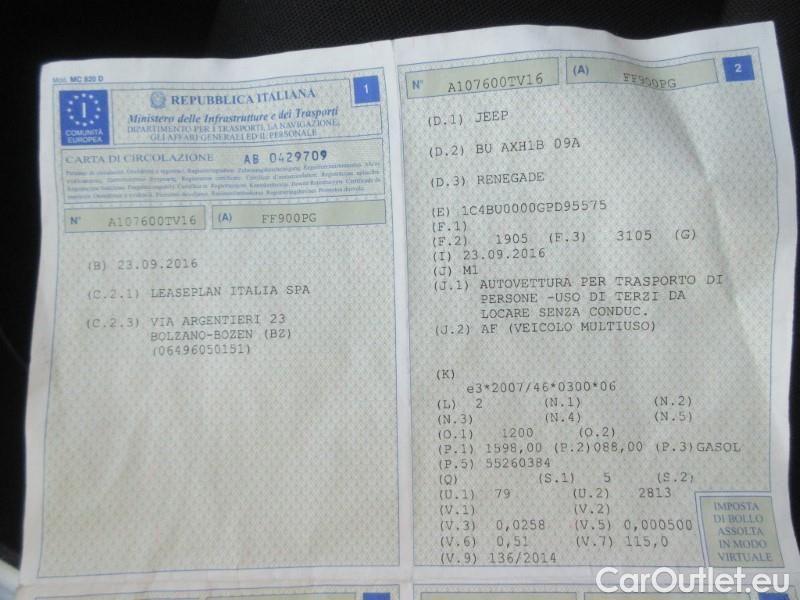 Mod. MC 820 D
1
I
COMUNITÀ
EUROPEA
REPUBBLICA ITALIANA
Ministero delle Infrastrutture e dei Trasporti
DIPARTIMENTO PER I TRASPORTI, LA NAVIGAZIONE,
GLI AFFARI GENERALI ED IL PERSONALE
CARTA DI CIRCOLAZIONE AB 0429709
N° A107600TV16 (A) FF900PG
(B) 23.09.2016
(C.2.1) LEASEPLAN ITALIA SPA
(C.2.3) VIA ARGENTIERI 23
BOLZANO-BOZEN (BZ)
(06496050151)
N° A107600TV16 (A) FF900PG 2
(D.1) JEEP
(D.2) BU AXH1B 09A
(D.3) RENEGADE
(E) 1C4BU0000GPD95575
(F.1)
(F.2) 1905 (F.3) 3105 (G)
(I) 23.09.2016
(J) M1
(J.1) AUTOVETTURA PER TRASPORTO DI
PERSONE -USO DI TERZI DA
LOCARE SENZA CONDUC.
(J.2) AF (VEICOLO MULTIUSO)
(K)
e3*2007/46*0300*06
(L) 2 (N.1) (N.2)
(N.3) (N.4) (N.5)
(O.1) 1200 (O.2)
(P.1) 1598,00 (P.2)088,00 (P.3)GASOL
(P.5) 55260384
(Q) (S.1) 5 (S.2)
(U.1) 79 (U.2) 2813
(V.1) (V.2)
(V.3) 0,0258 (V.5) 0,000500
(V.6) 0,51 (V.7) 115,0
(V.9) 136/2014
IMPOSTA
DI BOLLO
ASSOLTA
IN MODO
VIRTUALE
CarOutlet.eu